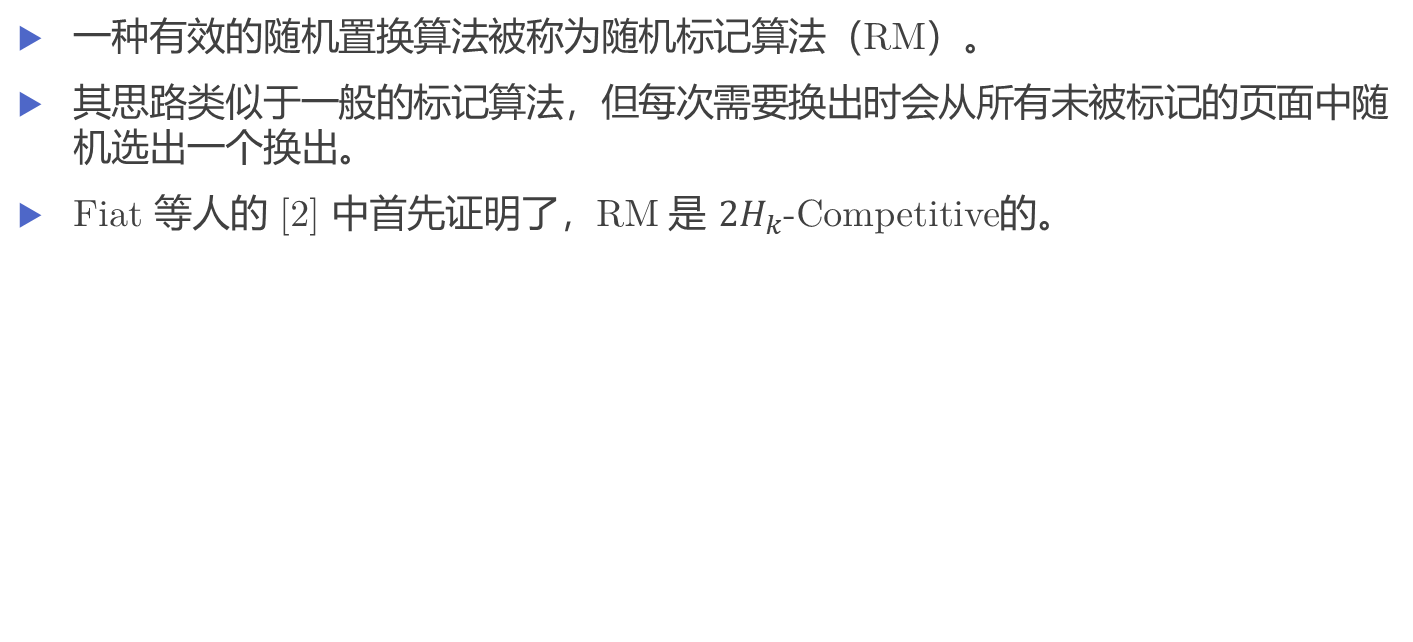 一种有效的随机置换算法被称为随机标记算法（RM）。
其思路类似于一般的标记算法，但每次需要换出时会从所有未被标记的页面中随
机选出一个换出。
Fiat 等人的 [2] 中首先证明了，RM 是 2H_k-Competitive的。